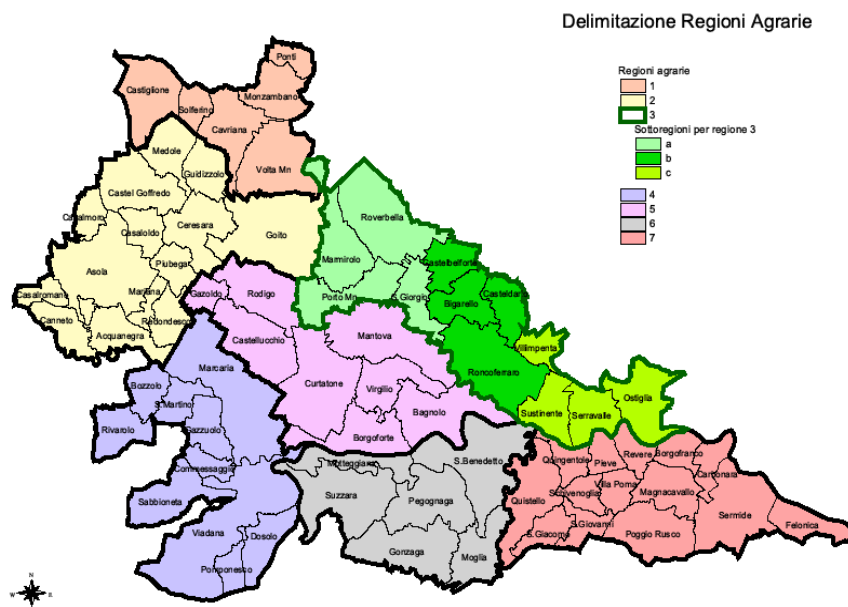 Delimitazione Regioni Agrarie
Regioni agrarie
1
2
3
Sottoregioni per regione 3
a
b
c
4
5
6
7
Ponti
Castiglione
Monzambano
Solferino
Cavriana
Medole
Volta Mn
Guidizzolo
Castel Goffredo
Roverbella
Casalmoro
Ceresara
Casaloldo
Goito
Marmirolo
Castelbelforte
Piubega
Asola
Mariana
Gazoldo
Rodigo
Porto Mn
S.Giorgio
Bigarello
Casteldario
Casalromano
Canneto
Redondesco
Acquanegra
Castellucchio
Mantova
Villimpenta
Marcaria
Roncoferraro
Curtatone
Virgilio
Bozzolo
S.Martino
Ostiglia
Bagnolo
Sustinente
Serravalle
Rivarolo
Gazzuolo
Borgoforte
Commessaggio
Motteggiana
S.Benedetto
Quingentole
Pieve
Revere
Borgofranco
Carbonara
Sabbioneta
Suzzara
Pegognaga
Quistello
Schivenoglia
Villa Poma
Magnacavallo
Sermide
Felonica
Viadana
Dosolo
S.Giacomo
S.Giovanni
Poggio Rusco
Gonzaga
Moglia
Pomponesco
N
W
E
S